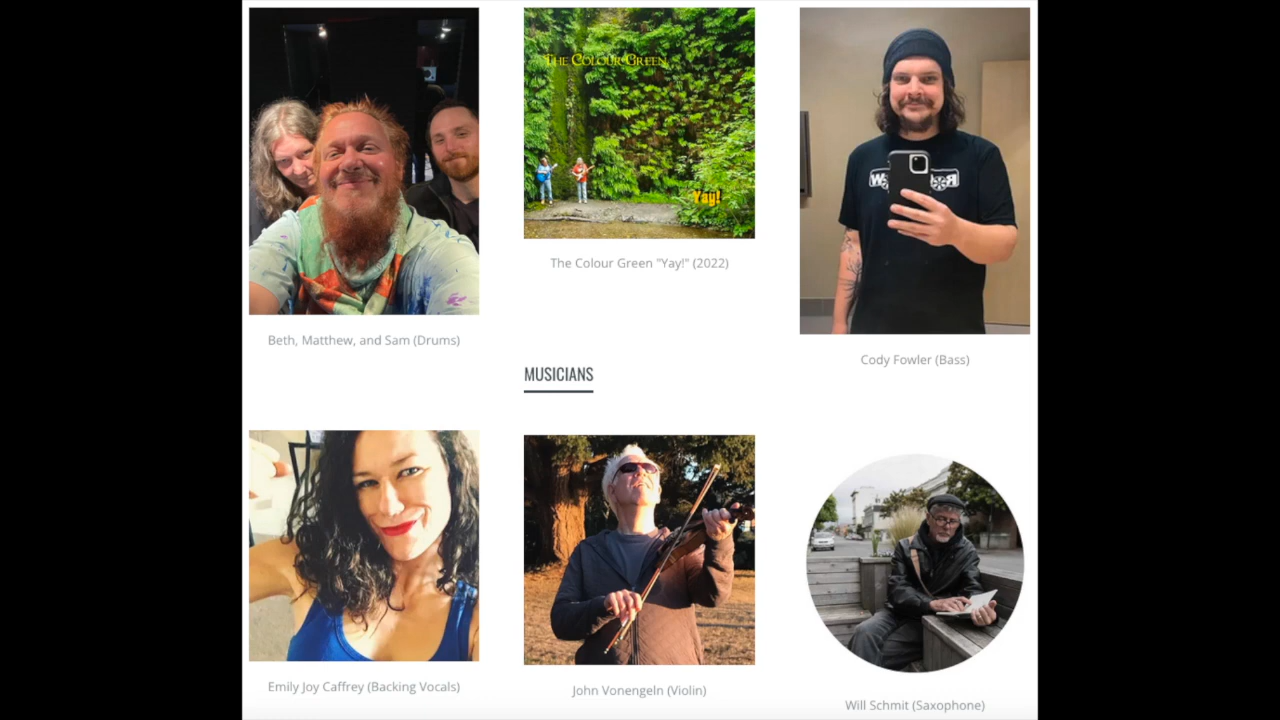 THE COLOUR GREEN
Yay!
The Colour Green "Yay!" (2022)
Beth, Matthew, and Sam (Drums)
Cody Fowler (Bass)
MUSICIANS
Emily Joy Caffrey (Backing Vocals)
John Vonengeln (Violin)
Will Schmit (Saxophone)